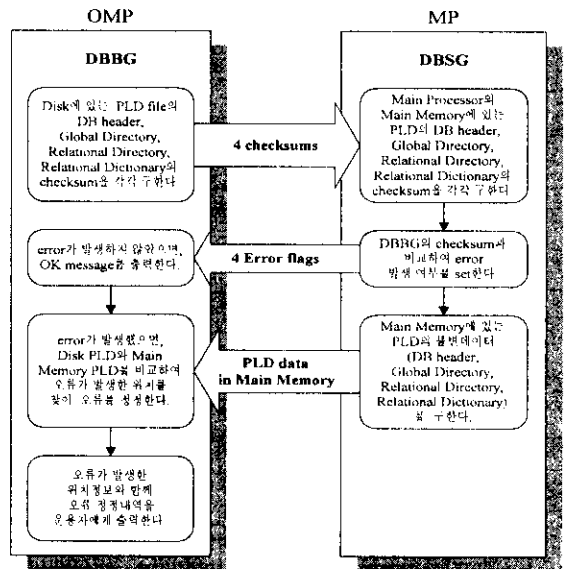 OMP
DBBG
Disk에 있는 PLD file의
DB header,
Global Directory,
Relational Directory,
Relational Dictionary의
checksum을 각각 구한다
error가 발생하지 않았으면,
OK message를 출력한다.
error가 발생했으면,
Disk PLD와 Main
Memory PLD를 비교하여
오류가 발생한 위치를
찾아 오류를 정정한다.
오류가 발생한
위치정보와 함께
오류 정정내역을
운용자에게 출력한다
4 checksums
4 Error flags
PLD data
in Main Memory
MP
DBSG
Main Processor의
Main Memory에 있는
PLD의 DB header,
Global Directory,
Relational Directory,
Relational Dictionary의
checksum을 각각 구한다
DBBG의 checksum과
비교하여 error
발생 여부를 set한다
Main Memory에 있는
PLD의 불변데이터
(DB header,
Global Directory,
Relational Directory,
Relational Dictionary)
를 구한다.